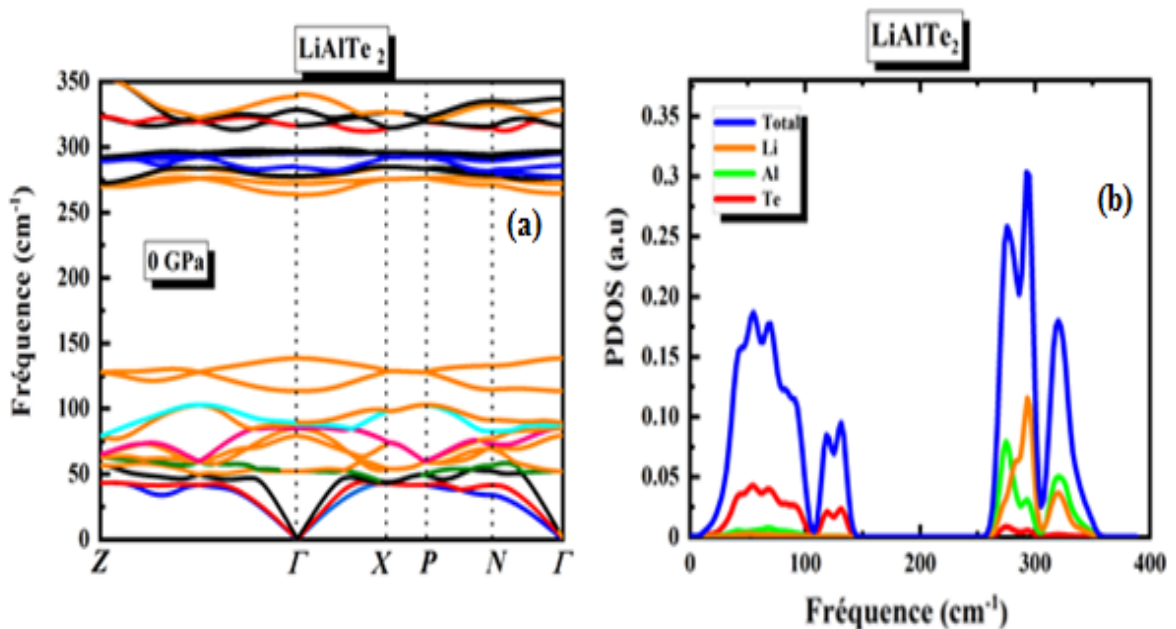 LiAlTe 2
Fréquence (cm-1)
350
300
250
200
150
100
50
0
(a)
0 GPa
Z
Γ
X
P
N
Γ
LiAlTe2
PDOS (a.u)
0.35
0.3
0.25
0.20
0.15
0.10
0.05
0
Total
Li
Al
Te
(b)
0
100
200
300
400
Fréquence (cm-1)